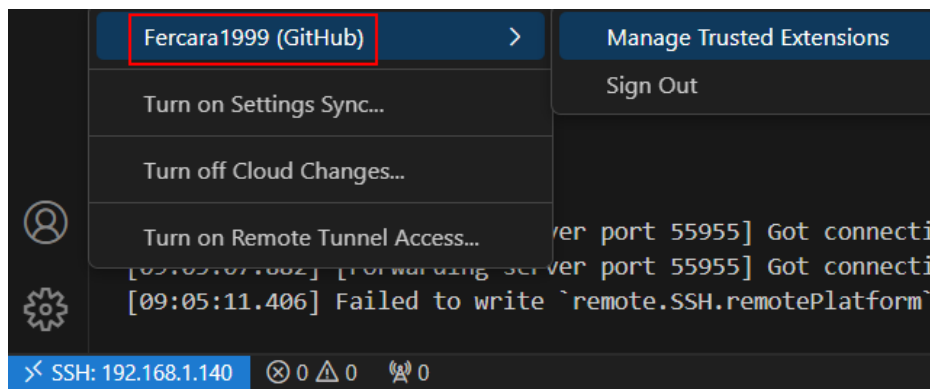 Fercara1999 (GitHub)
Manage Trusted Extensions
Sign Out
Turn on Settings Sync...
Turn off Cloud Changes...
Turn on Remote Tunnel Access...
port 55955] Got connecti
port 55955] Got connecti
[09:05:11.406] Failed to write `remote.SSH.remotePlatform`
SSH: 192.168.1.140 0 0 0